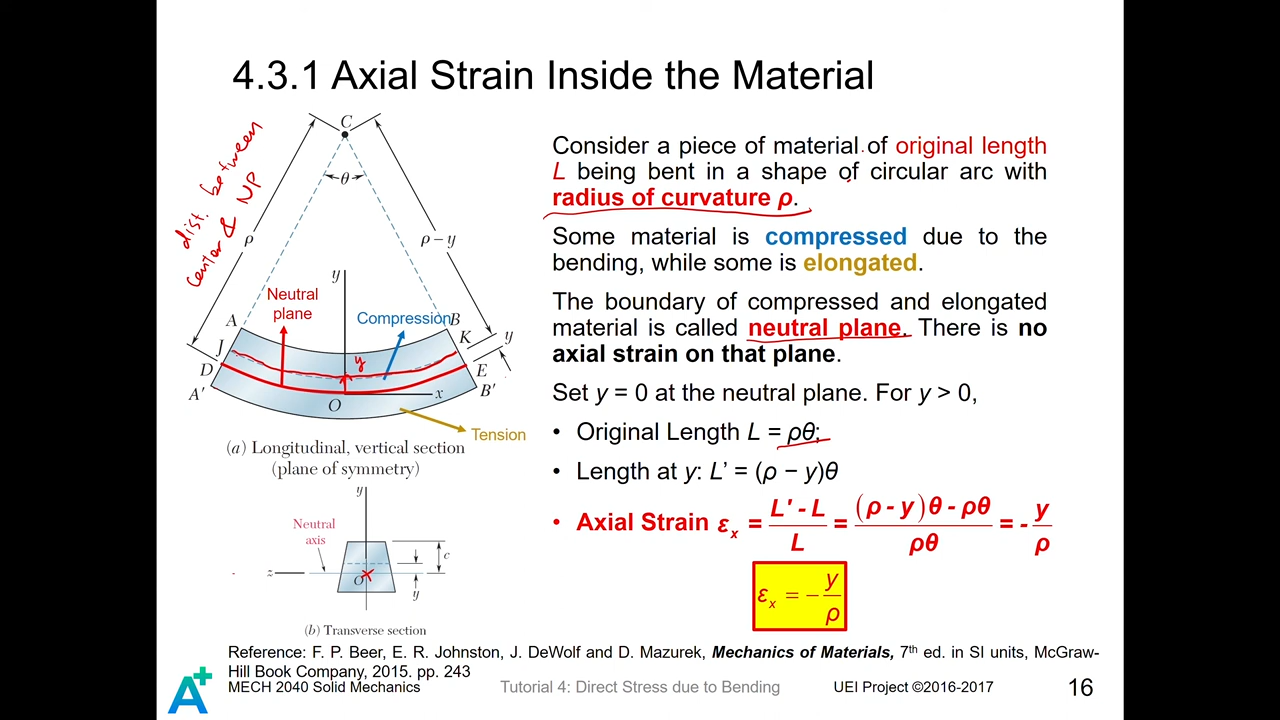 4.3.1 Axial Strain Inside the Material
dist. between
center & NP
C
θ
ρ
ρ – y
y
Neutral
plane
Compression
A
B
J
K
y
y
D
E
A'
B'
O
x
Tension
(a) Longitudinal, vertical section
(plane of symmetry)
y
Neutral
axis
c
z
O
y
(b) Transverse section
Consider a piece of material of original length
L being bent in a shape of circular arc with
radius of curvature ρ.
Some material is compressed due to the
bending, while some is elongated.
The boundary of compressed and elongated
material is called neutral plane. There is no
axial strain on that plane.
Set y = 0 at the neutral plane. For y > 0,
• Original Length L = ρθ;
• Length at y: L’ = (ρ − y)θ
• Axial Strain εx = (L' - L)/L = ((ρ - y)θ - ρθ)/(ρθ) = - y/ρ
εx = − y/ρ
Reference: F. P. Beer, E. R. Johnston, J. DeWolf and D. Mazurek, Mechanics of Materials, 7th ed. in SI units, McGraw-
Hill Book Company, 2015. pp. 243
A+
MECH 2040 Solid Mechanics
Tutorial 4: Direct Stress due to Bending
UEI Project ©2016-2017
16